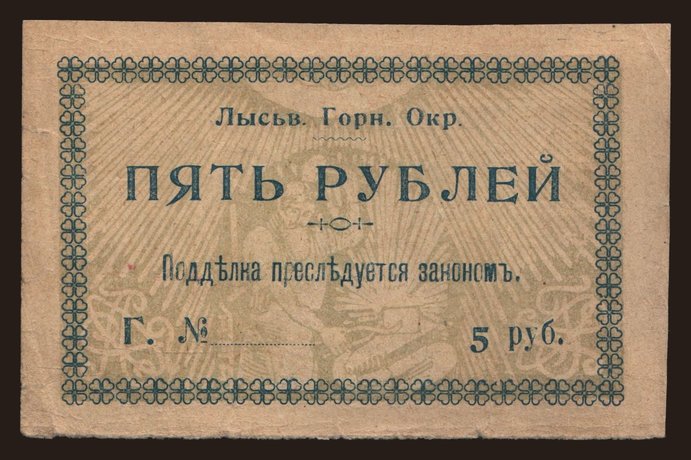 Лысьв. Горн. Окр.
ПЯТЬ РУБЛЕЙ
Поддѣлка преслѣдуется закономъ.
Г. № 5 руб.